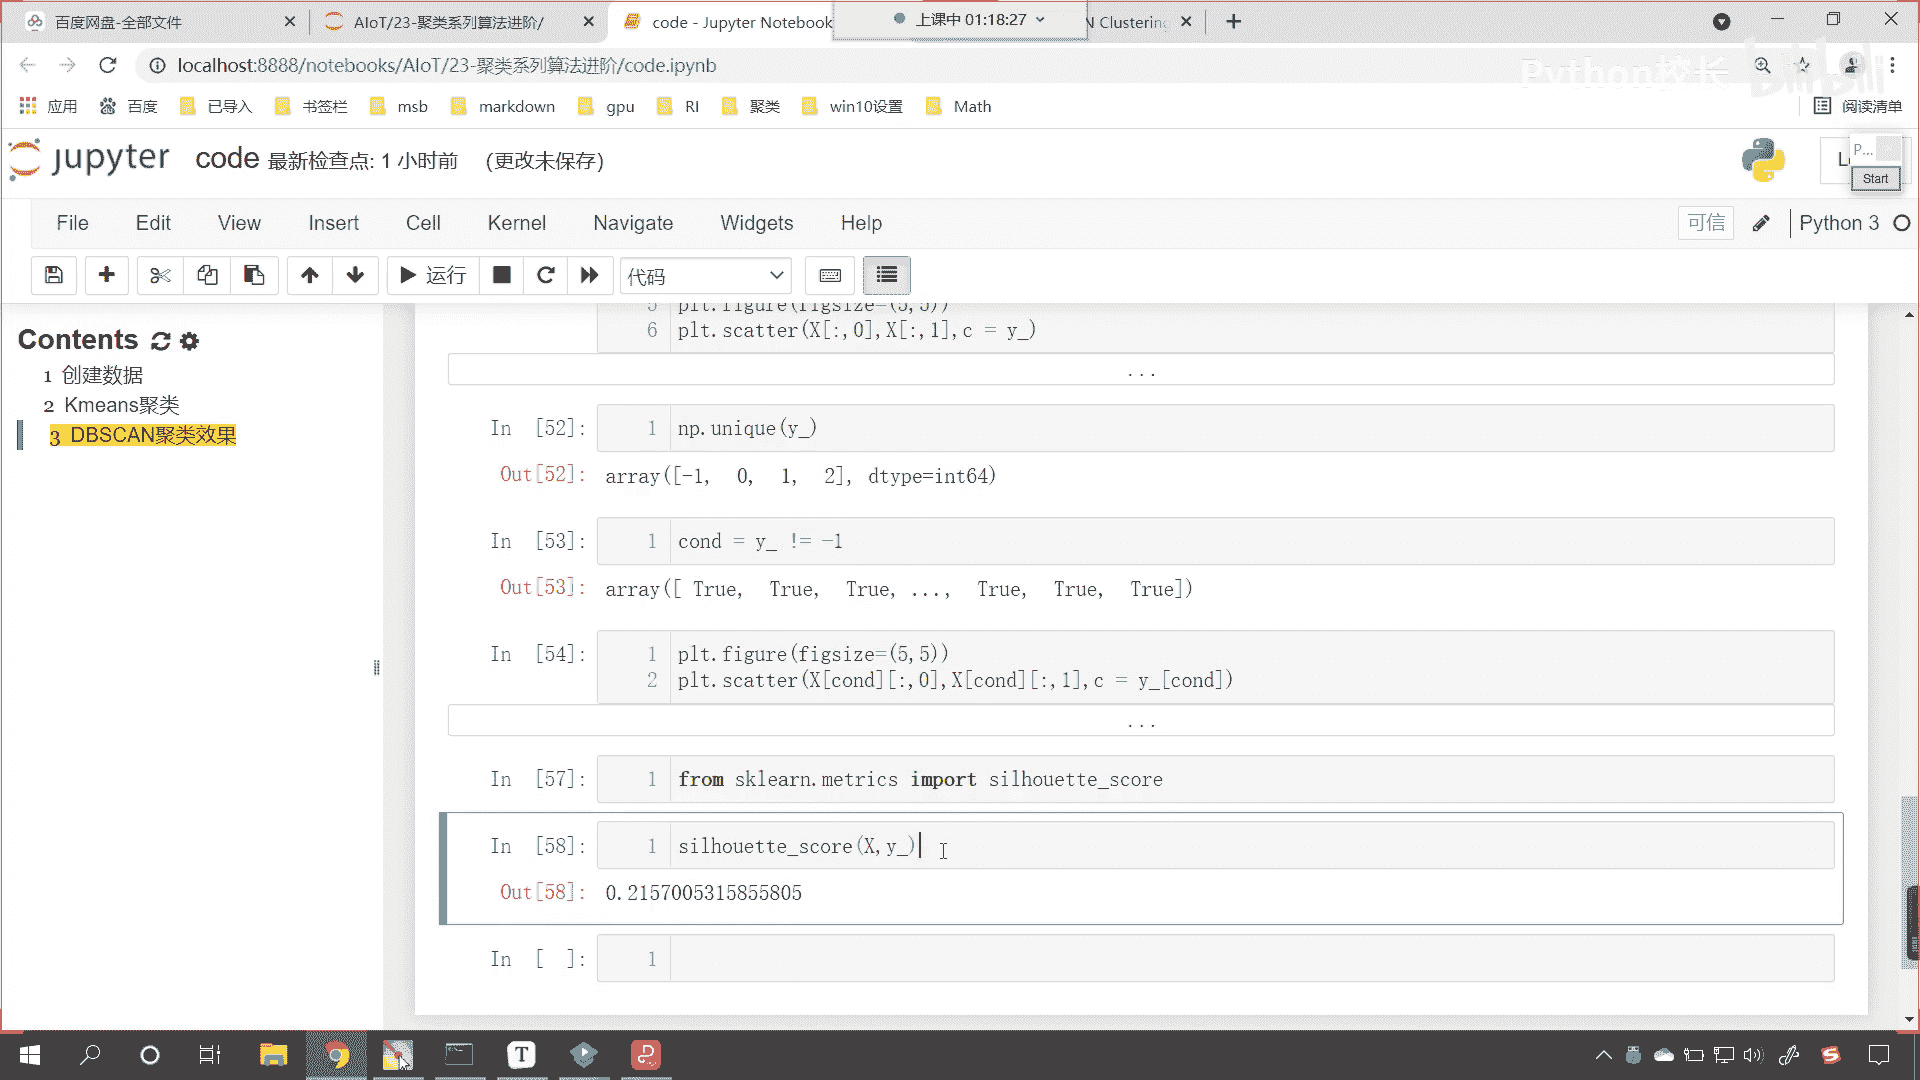 百度网盘-全部文件
AIoT/23-聚类系列算法进阶/
code - Jupyter Notebook
上课中 01:18:27
N Clustering
localhost:8888/notebooks/AIoT/23-聚类系列算法进阶/code.ipynb
Python校长
bilibili
应用 百度 已导入 书签栏 msb markdown gpu RI 聚类 win10设置 Math 阅读清单
jupyter code 最新检查点: 1 小时前 (更改未保存)
P...
Start
File Edit View Insert Cell Kernel Navigate Widgets Help 可信 Python 3
运行 代码
Contents
1 创建数据
2 Kmeans聚类
3 DBSCAN聚类效果
5 plt.figure(figsize=(5,5))
6 plt.scatter(X[:,0],X[:,1],c = y_)
...
In [52]: 1 np.unique(y_)
Out[52]: array([-1, 0, 1, 2], dtype=int64)
In [53]: 1 cond = y_ != -1
Out[53]: array([ True, True, True, ..., True, True, True])
In [54]: 1 plt.figure(figsize=(5,5))
2 plt.scatter(X[cond][:,0],X[cond][:,1],c = y_[cond])
...
In [57]: 1 from sklearn.metrics import silhouette_score
In [58]: 1 silhouette_score(X,y_)
Out[58]: 0.2157005315855805
In [ ]: 1